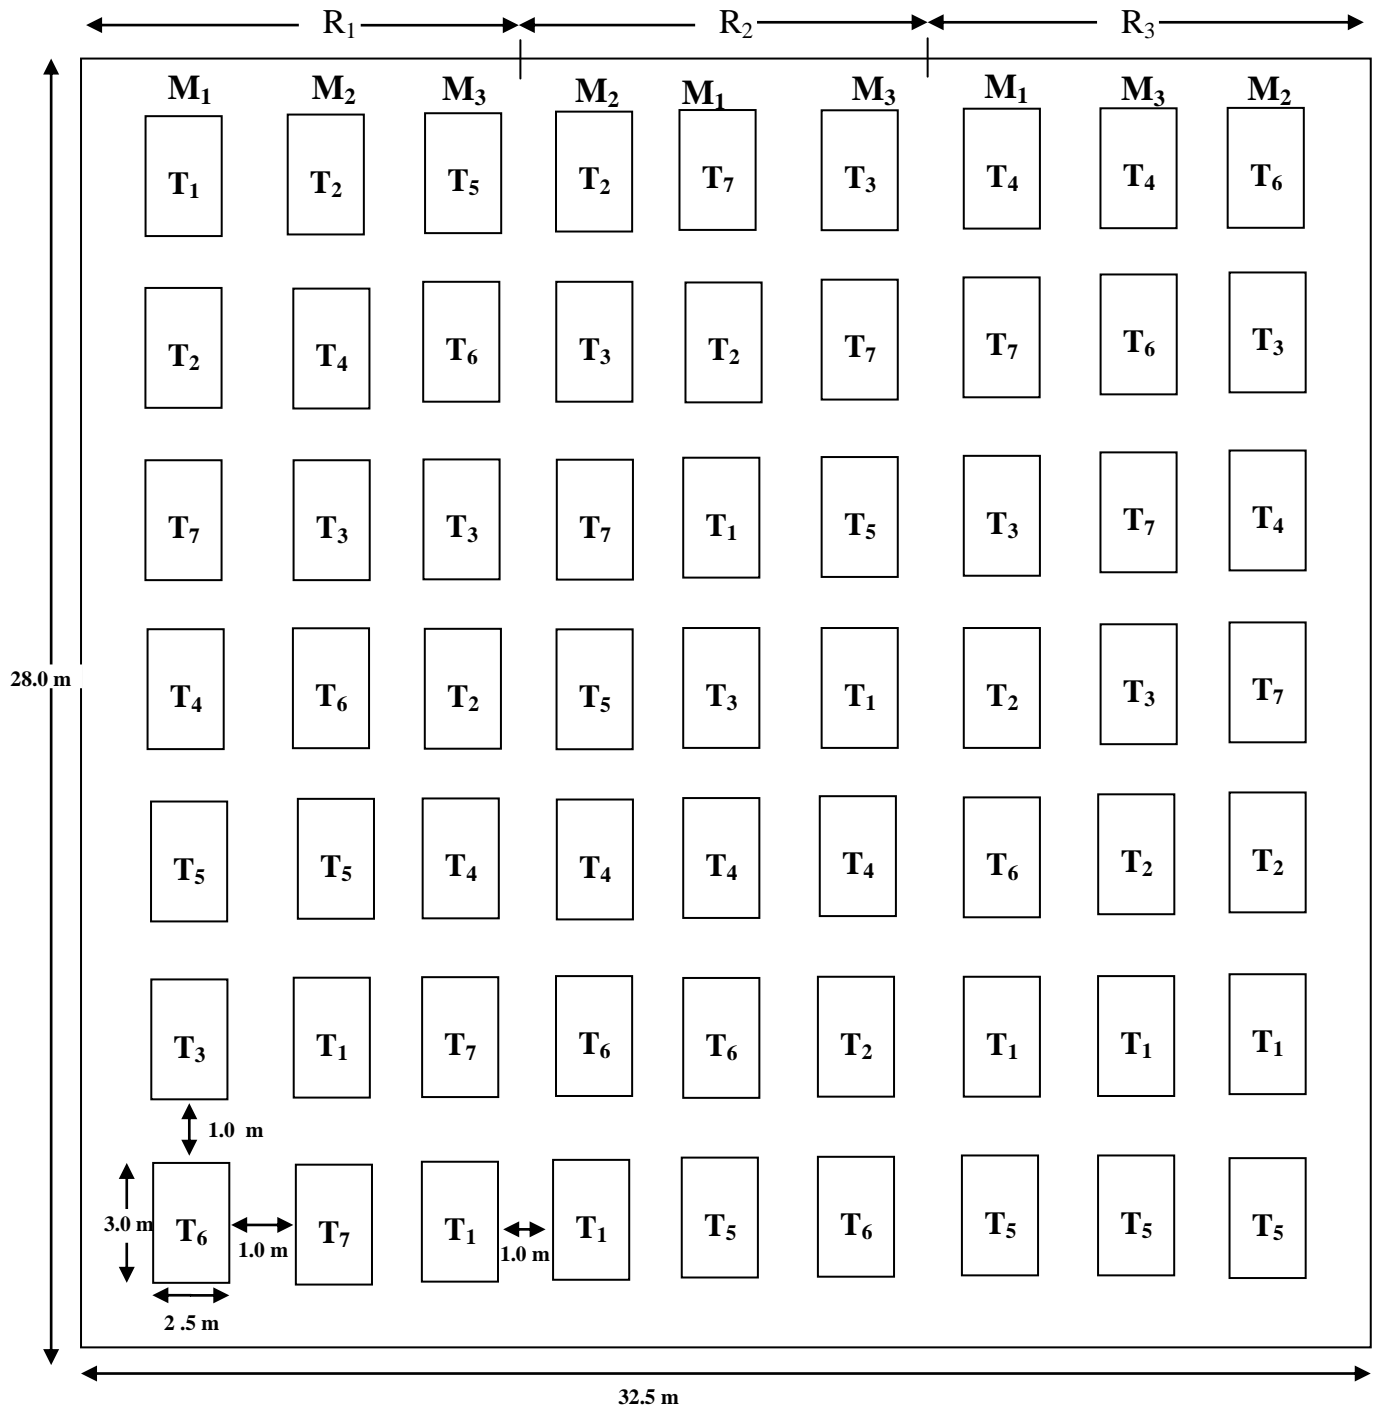 R₁ R₂ R₃
M₁ M₂ M₃ M₂ M₁ M₃ M₁ M₃ M₂
T₁ T₂ T₅ T₂ T₇ T₃ T₄ T₄ T₆
T₂ T₄ T₆ T₃ T₂ T₇ T₇ T₆ T₃
T₇ T₃ T₃ T₇ T₁ T₅ T₃ T₇ T₄
28.0 m
T₄ T₆ T₂ T₅ T₃ T₁ T₂ T₃ T₇
T₅ T₅ T₄ T₄ T₄ T₄ T₆ T₂ T₂
T₃ T₁ T₇ T₆ T₆ T₂ T₁ T₁ T₁
1.0 m
3.0 m T₆ T₇ T₁ T₁ T₅ T₆ T₅ T₅ T₅
1.0 m 1.0 m
2 .5 m
32.5 m